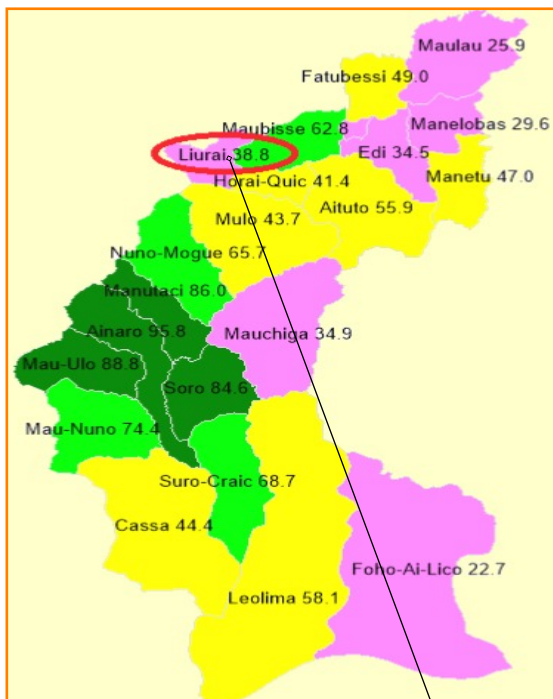 Maulau 25.9
Fatubessi 49.0
Manelobas 29.6
Maubisse 62.8
Liurai 38.8
Edi 34.5
Manetu 47.0
Horai-Quic 41.4
Aituto 55.9
Mulo 43.7
Nuno-Mogue 65.7
Manutaci 86.0
Ainaro 95.8
Mauchiga 34.9
Mau-Ulo 88.8
Soro 84.6
Mau-Nuno 74.4
Suro-Craic 68.7
Cassa 44.4
Foho-Ai-Lico 22.7
Leolima 58.1